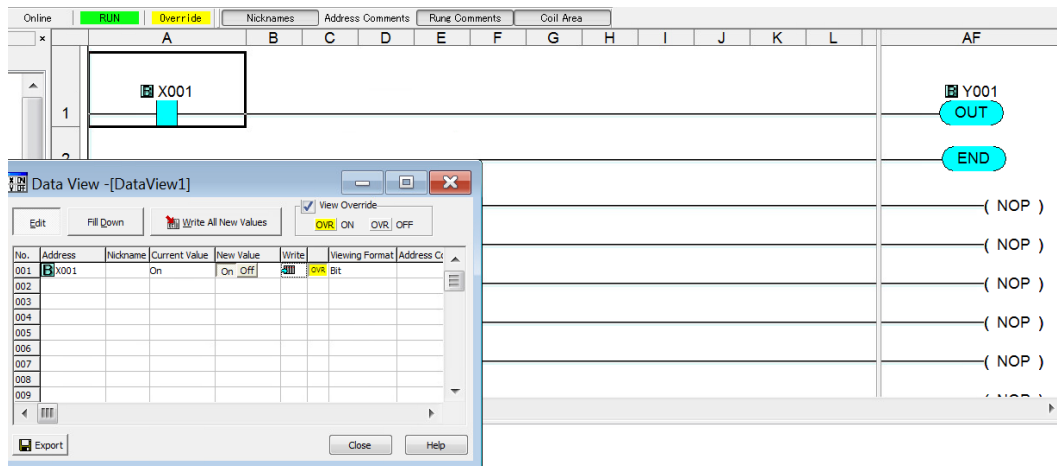 Online RUN Override Nicknames Address Comments Rung Comments Coil Area
× A B C D E F G H I J K L AF
B X001 B Y001
1 OUT
2 END
Data View -[DataView1]
( NOP )
View Override
Edit Fill Down Write All New Values OVR ON OVR OFF
( NOP )
No. Address Nickname Current Value New Value Write Viewing Format Address Cc
001 B X001 On On Off OVR Bit
002
( NOP )
003
004
( NOP )
005
006
007
( NOP )
008
009
( NOP )
Export Close Help